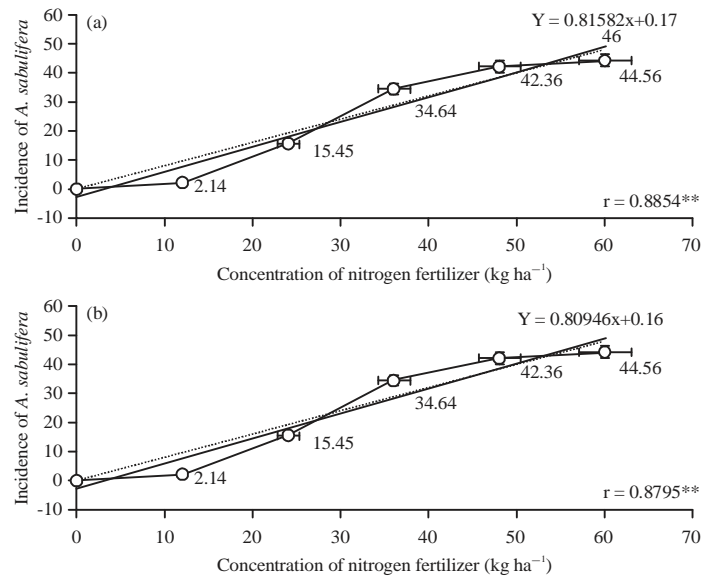 (a)
Y = 0.81582x+0.17
46
60
50
40
30
20
10
0
-10
Incidence of A. sabulifera
2.14
15.45
34.64
42.36
44.56
r = 0.8854**
0 10 20 30 40 50 60 70
Concentration of nitrogen fertilizer (kg ha⁻¹)
(b)
Y = 0.80946x+0.16
60
50
40
30
20
10
0
-10
Incidence of A. sabulifera
2.14
15.45
34.64
42.36
44.56
r = 0.8795**
0 10 20 30 40 50 60 70
Concentration of nitrogen fertilizer (kg ha⁻¹)